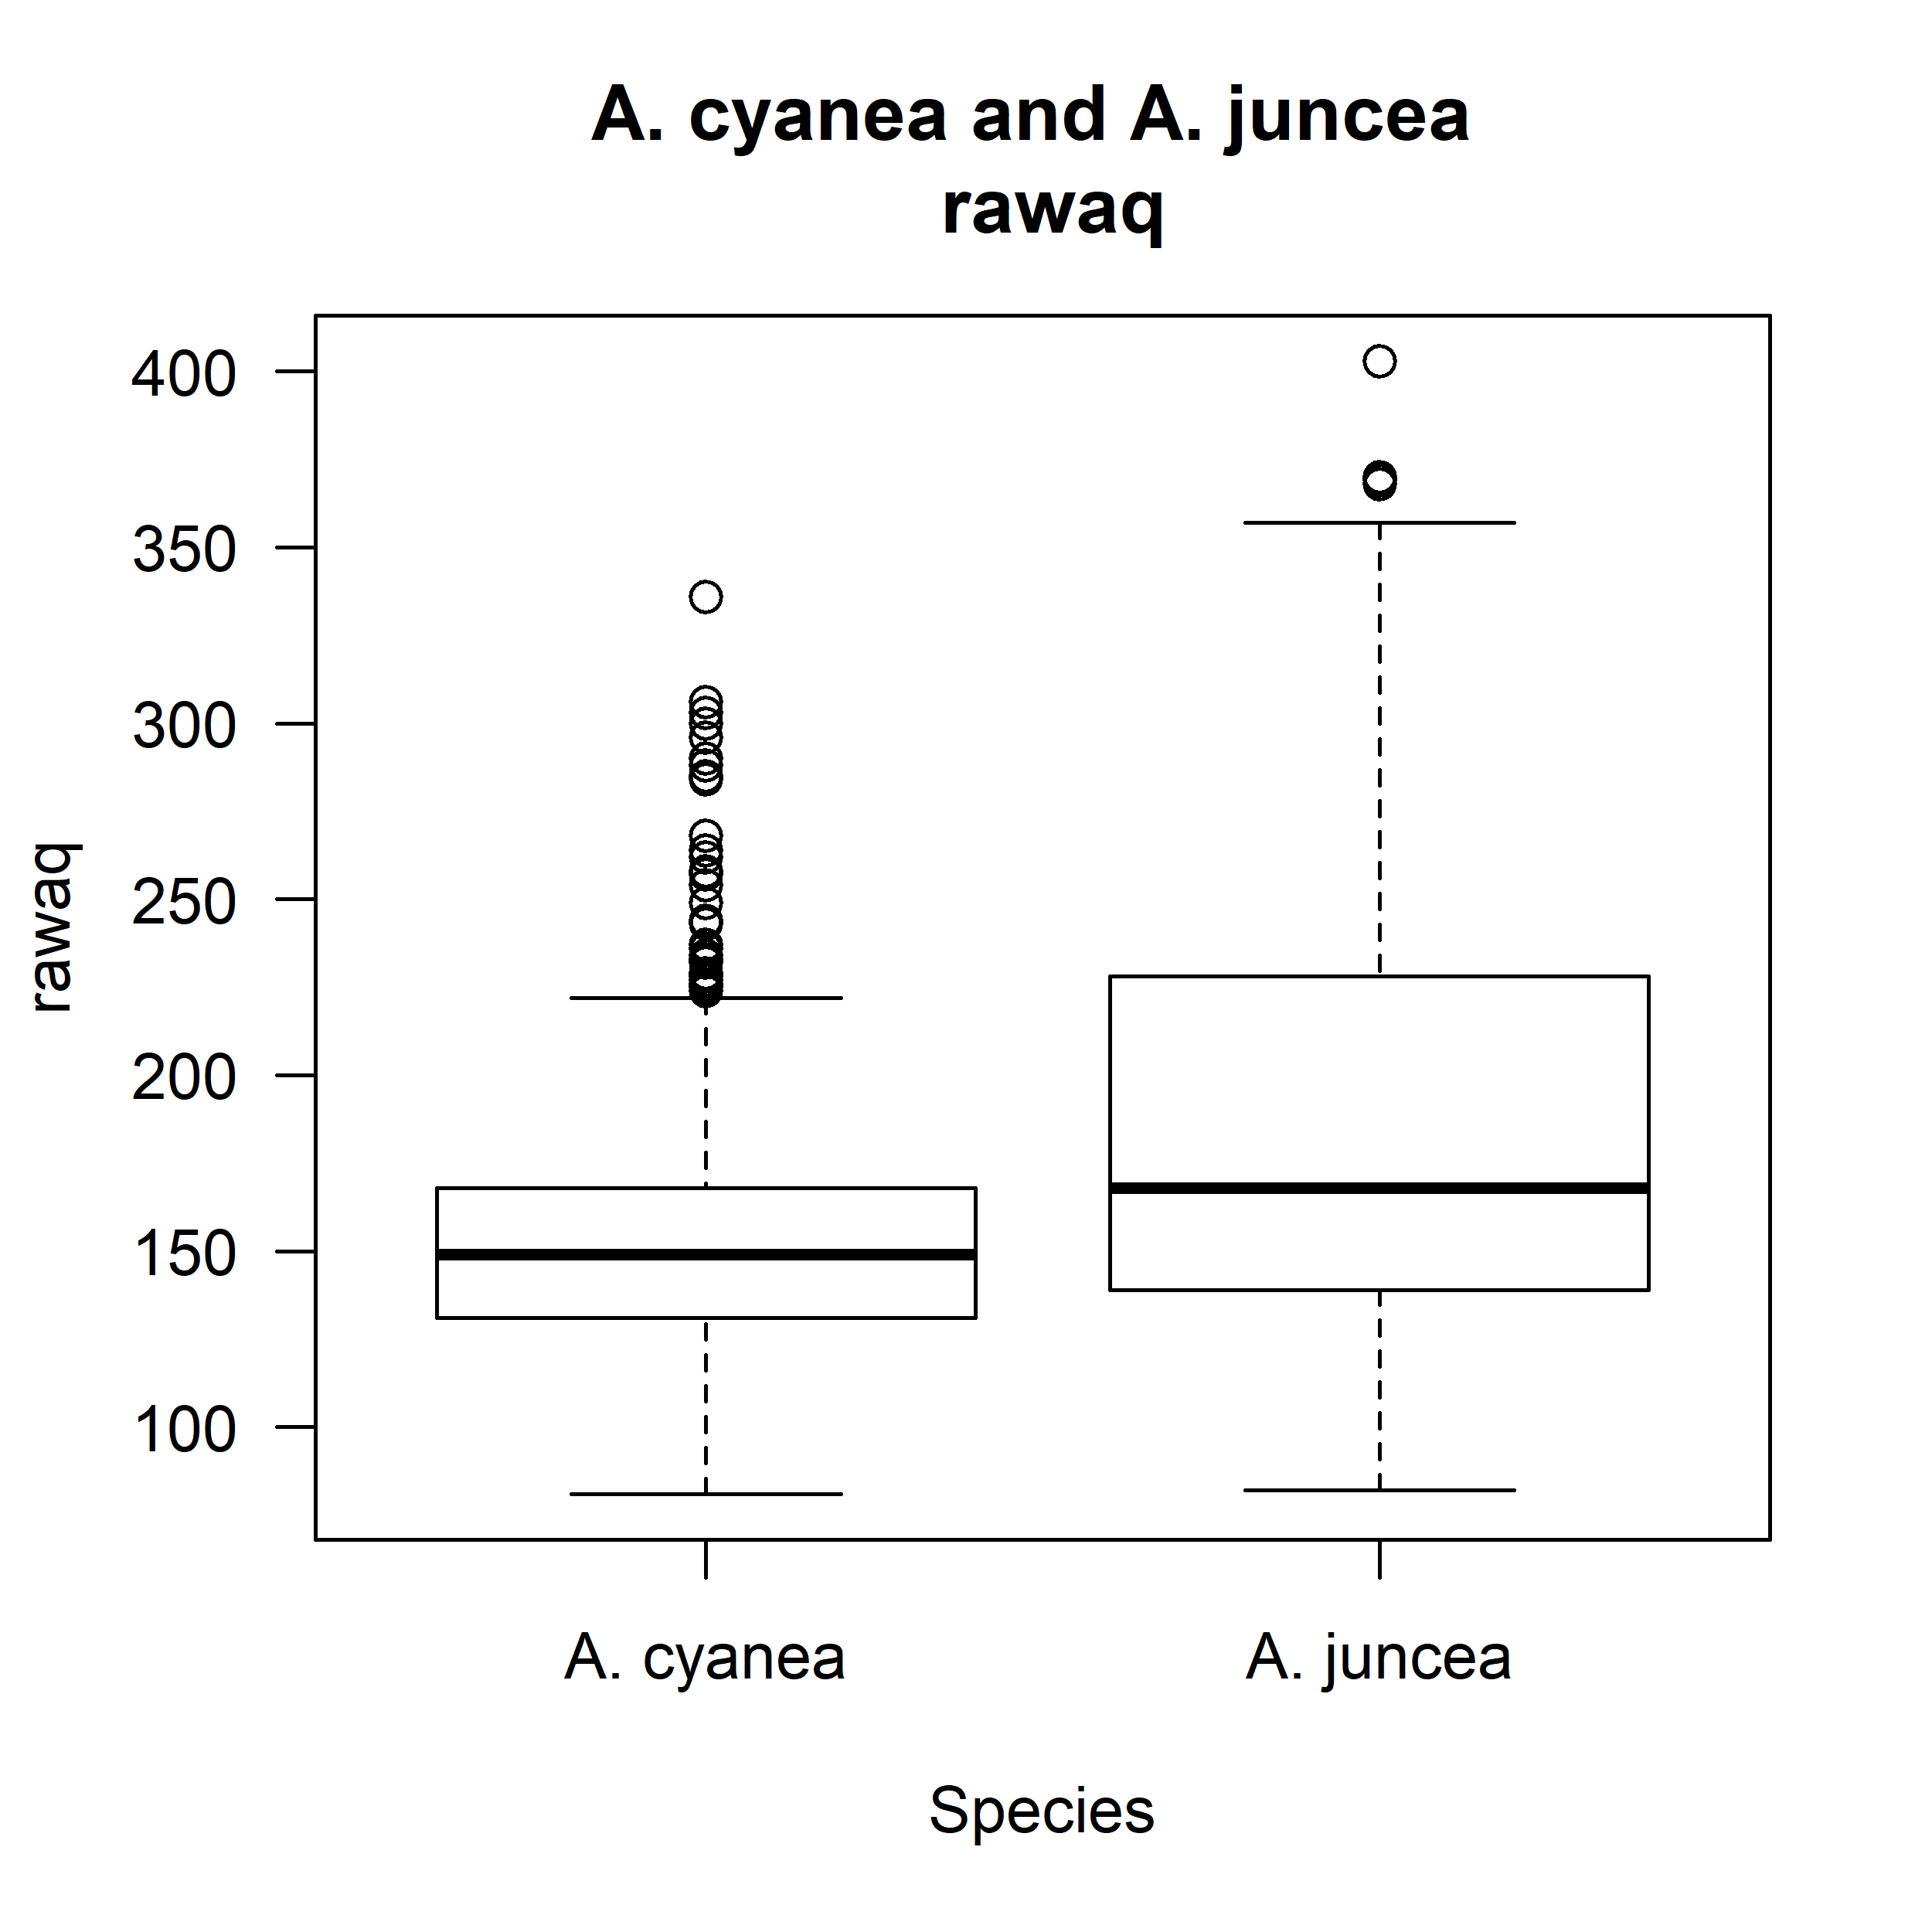 A. cyanea and A. juncea
rawaq
400
350
300
250
200
150
100
rawaq
A. cyanea
A. juncea
Species